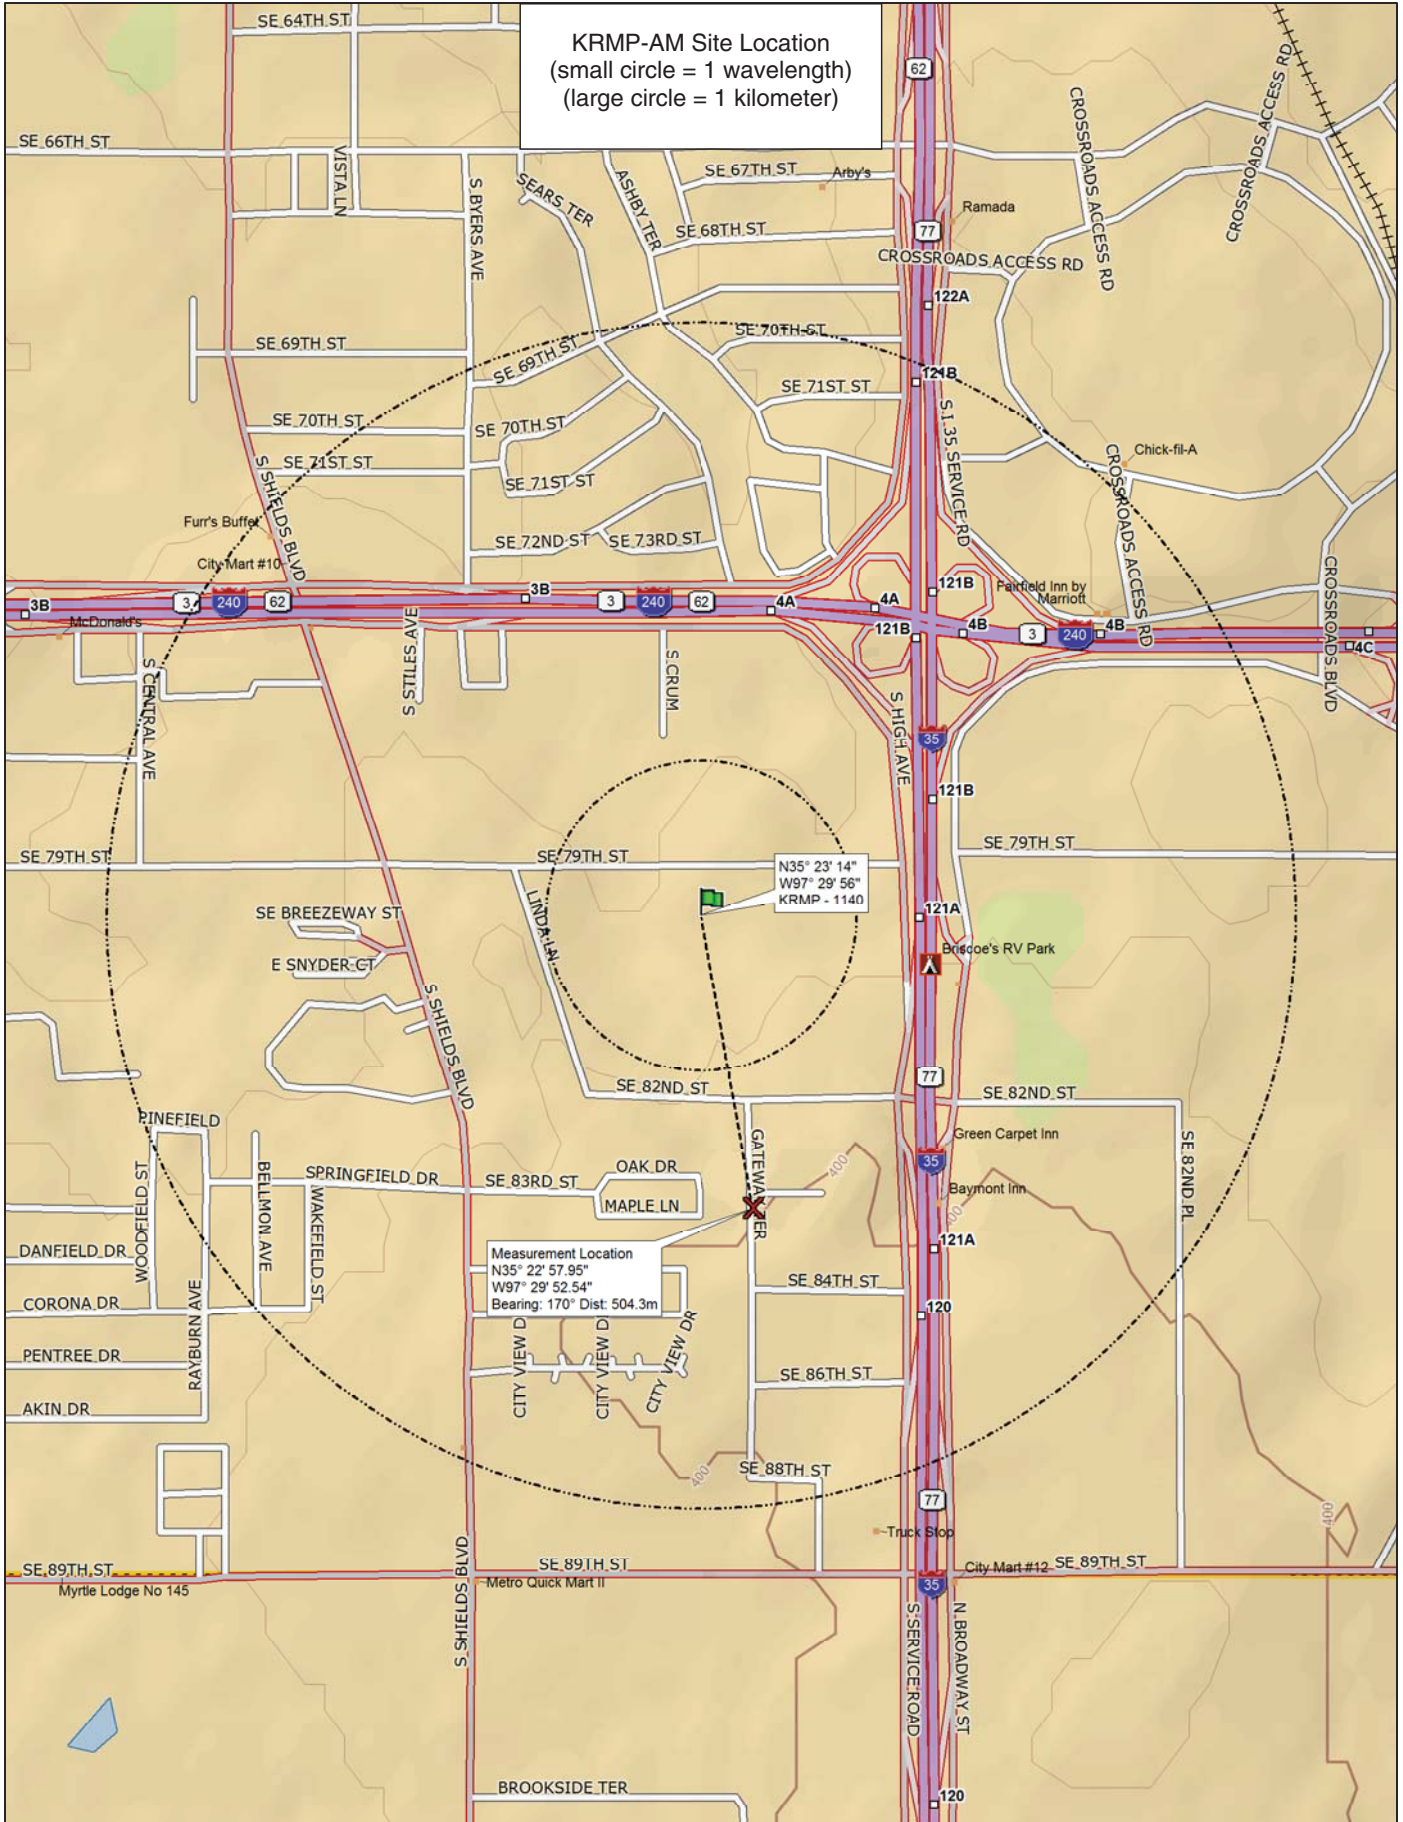 KRMP-AM Site Location
(small circle = 1 wavelength)
(large circle = 1 kilometer)
SE 64TH ST
62
CROSSROADS ACCESS RD
CROSSROADS ACCESS RD
SE 66TH ST
VISTA LN
S BYERS AVE
SEARS TER
ASHBY TER
SE 67TH ST
Arby's
Ramada
SE 68TH ST
77
CROSSROADS ACCESS RD
122A
SE 69TH ST
SE 69TH ST
SE 70TH ST
121B
SE 71ST ST
S I 35 SERVICE RD
SE 70TH ST
SE 70TH ST
SE 71ST ST
SE 71ST ST
S SHIELDS BLVD
Chick-fil-A
CROSSROADS ACCESS RD
Furr's Buffet
SE 72ND ST
SE 73RD ST
City Mart #10
3B
3
240
62
3B
3
240
62
4A
4A
121B
121B
4B
3
240
4B
Fairfield Inn by
Marriott
CROSSROADS BLVD
4C
McDonald's
S CENTRAL AVE
S STILES AVE
S CRUM
S HIGH AVE
35
121B
SE 79TH ST
SE 79TH ST
SE 79TH ST
N35° 23' 14"
W97° 29' 56"
KRMP - 1140
LINDA LN
SE BREEZEWAY ST
E SNYDER CT
121A
Briscoe's RV Park
S SHIELDS BLVD
77
SE 82ND ST
SE 82ND ST
PINEFIELD
Green Carpet Inn
35
SE 82ND PL
WOODFIELD ST
BELLMON AVE
SPRINGFIELD DR
WAKEFIELD ST
SE 83RD ST
OAK DR
MAPLE LN
400
Baymont Inn
400
121A
DANFIELD DR
Measurement Location
N35° 22' 57.95"
W97° 29' 52.54"
Bearing: 170° Dist: 504.3m
SE 84TH ST
CORONA DR
120
RAYBURN AVE
PENTREE DR
CITY VIEW DR
SE 86TH ST
AKIN DR
400
SE 88TH ST
77
400
Truck Stop
SE 89TH ST
SE 89TH ST
SE 89TH ST
City Mart #12
Myrtle Lodge No 145
Metro Quick Mart II
35
S SHIELDS BLVD
S SERVICE ROAD
N BROADWAY ST
BROOKSIDE TER
120